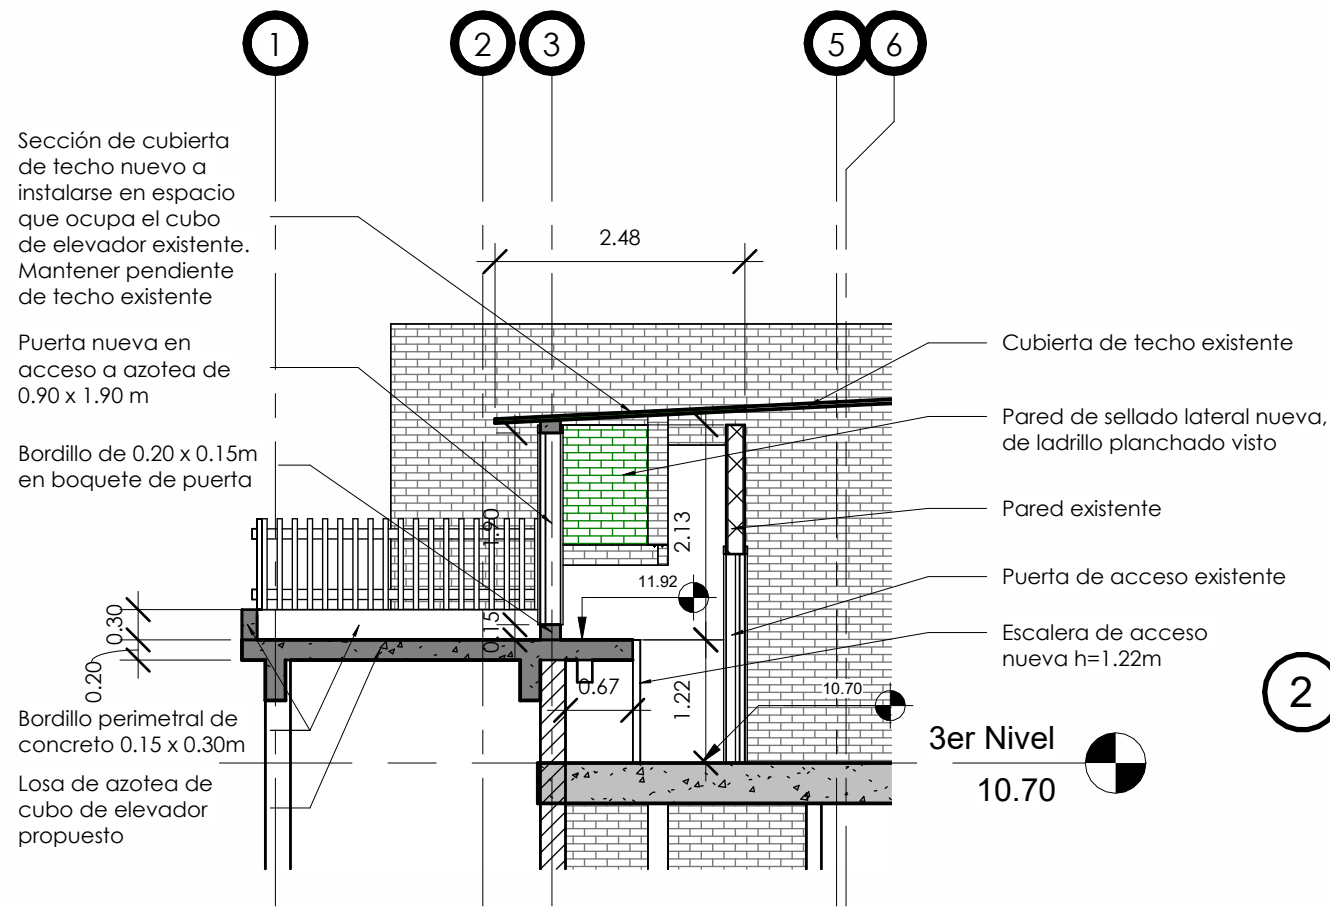 1
2
3
5
6
Sección de cubierta
de techo nuevo a
instalarse en espacio
que ocupa el cubo
de elevador existente.
Mantener pendiente
de techo existente
2.48
Puerta nueva en
acceso a azotea de
0.90 x 1.90 m
Cubierta de techo existente
Bordillo de 0.20 x 0.15m
en boquete de puerta
Pared de sellado lateral nueva,
de ladrillo planchado visto
Pared existente
1.90
2.13
Puerta de acceso existente
11.92
0.30
0.15
Escalera de acceso
nueva h=1.22m
0.20
0.67
1.22
10.70
2
Bordillo perimetral de
concreto 0.15 x 0.30m
3er Nivel
10.70
Losa de azotea de
cubo de elevador
propuesto